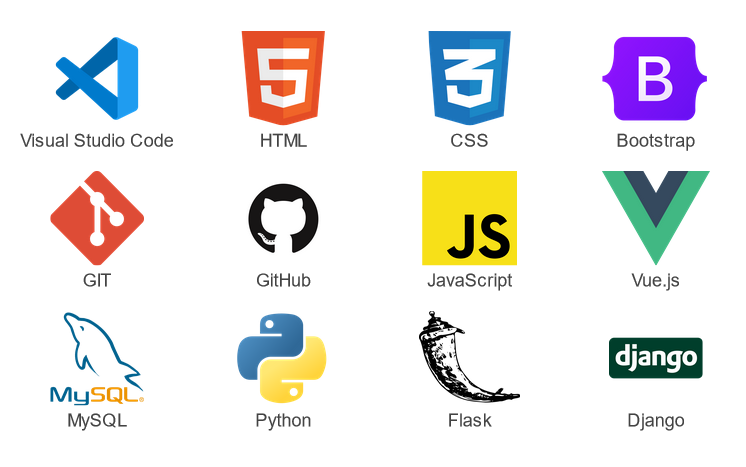 Visual Studio Code
5
HTML
3
CSS
B
Bootstrap
GIT
GitHub
JS
JavaScript
Vue.js
MySQL®
MySQL
Python
Flask
django
Django